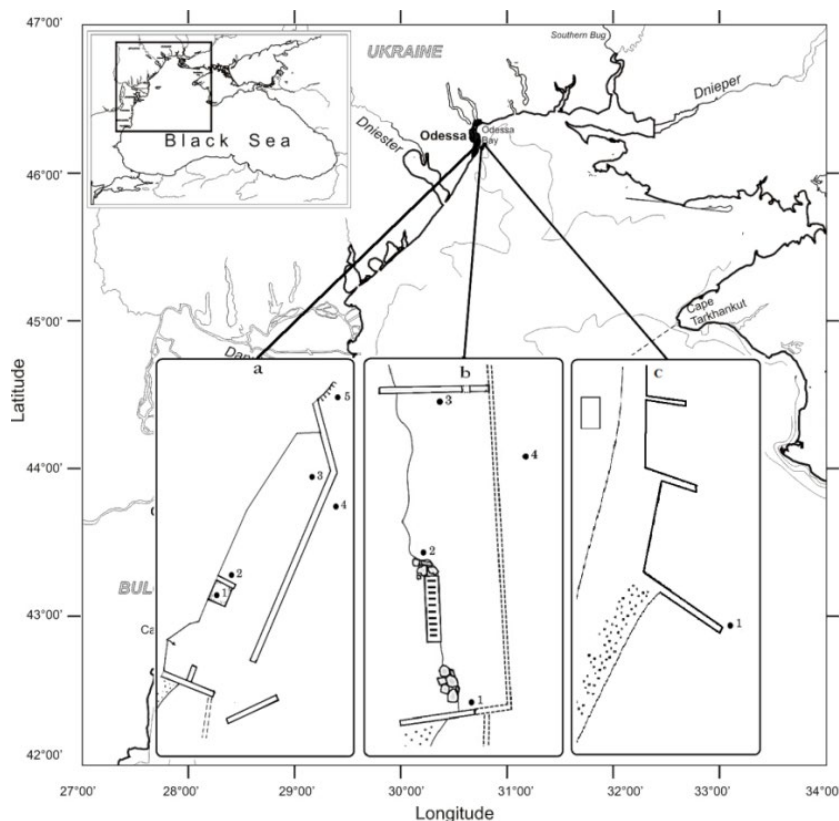 47°00'
Southern Bug
UKRAINE
Dnieper
Black Sea
Odessa
Odessa
Bay
Dniester
46°00'
Cape
Tarkhankut
45°00'
Latitude
a
b
c
5
3
4
2
1
3
4
2
1
1
44°00'
43°00'
42°00'
27°00'
28°00'
29°00'
30°00'
31°00'
32°00'
33°00'
34°00'
Longitude